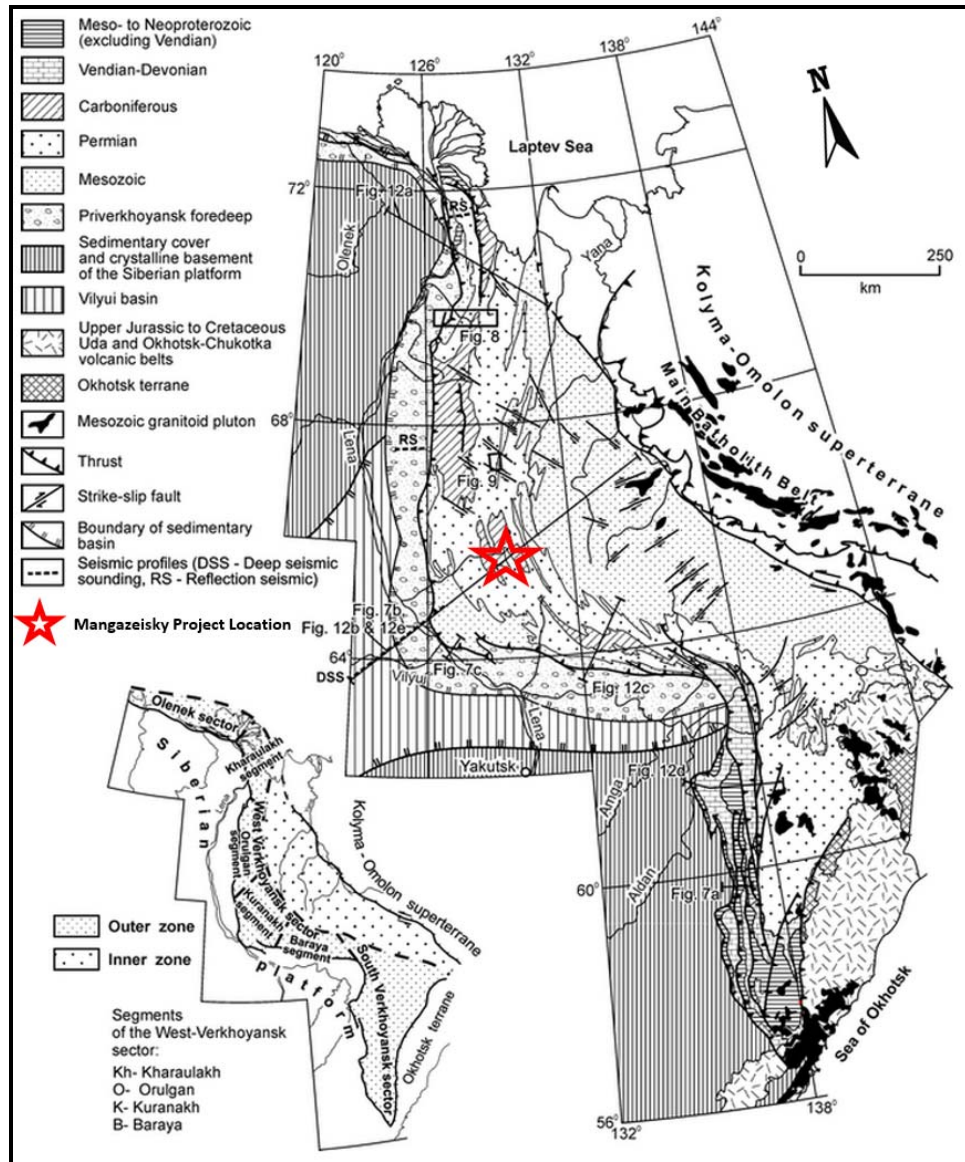 Meso- to Neoproterozoic
(excluding Vendian)
Vendian-Devonian
Carboniferous
Permian
Mesozoic
Priverkhoyansk foredeep
Sedimentary cover
and crystalline basement
of the Siberian platform
Vilyui basin
Upper Jurassic to Cretaceous
Uda and Okhotsk-Chukotka
volcanic belts
Okhotsk terrane
Mesozoic granitoid pluton
Thrust
Strike-slip fault
Boundary of sedimentary
basin
Seismic profiles (DSS - Deep seismic
sounding, RS - Reflection seismic)
Mangazeisky Project Location
120°
126°
132°
138°
144°
N
Laptev Sea
72°
Fig. 12a
RS
Olenek
Yana
0
250
km
Fig. 8
Kolyma-Omolon superterrane
Main Batholith Belt
68°
Lena
RS
Fig. 9
Fig. 7b
Fig. 12b & 12e
64°
DSS
Vilyui
Fig. 7c
Fig. 12c
Lena
Yakutsk
Amga
Fig. 12d
Aldan
60°
Fig. 7a
Sea of Okhotsk
56°
132°
138°
Olenek sector
Siberian
platform
Lena
Kharaulakh
segment
West Verkhoyansk sector
Orulgan
segment
Kuranakh
segment
Baraya
segment
Kolyma - Omolon superterrane
South Verkhoyansk sector
Okhotsk terrane
Outer zone
Inner zone
Segments
of the West-Verkhoyansk
sector:
Kh- Kharaulakh
O- Orulgan
K- Kuranakh
B- Baraya